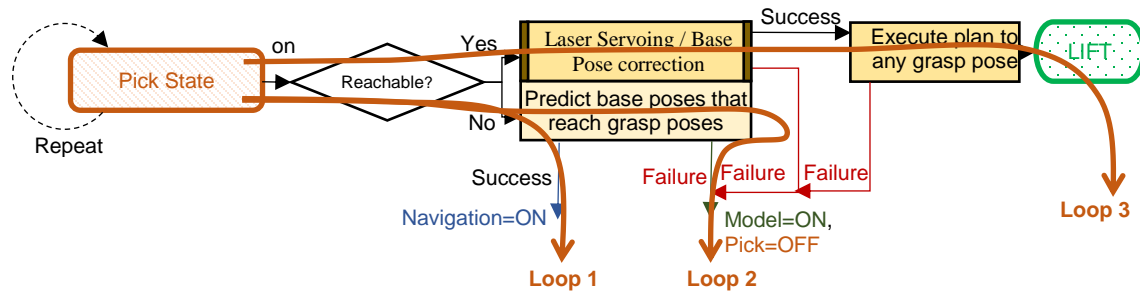 Success
on
Yes
Laser Servoing / Base
Pose correction
Execute plan to
any grasp pose
LIFT
Pick State
Reachable?
Predict base poses that
reach grasp poses
No
Repeat
Success
Failure
Failure
Failure
Navigation=ON
Model=ON,
Pick=OFF
Loop 3
Loop 1
Loop 2